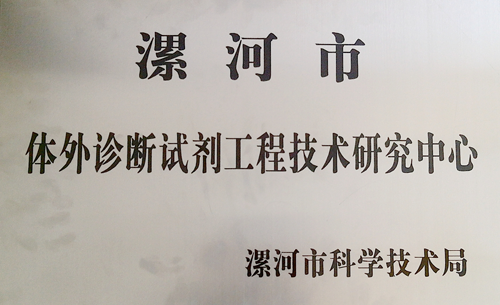 漯河市
体外诊断试剂工程技术研究中心
漯河市科学技术局